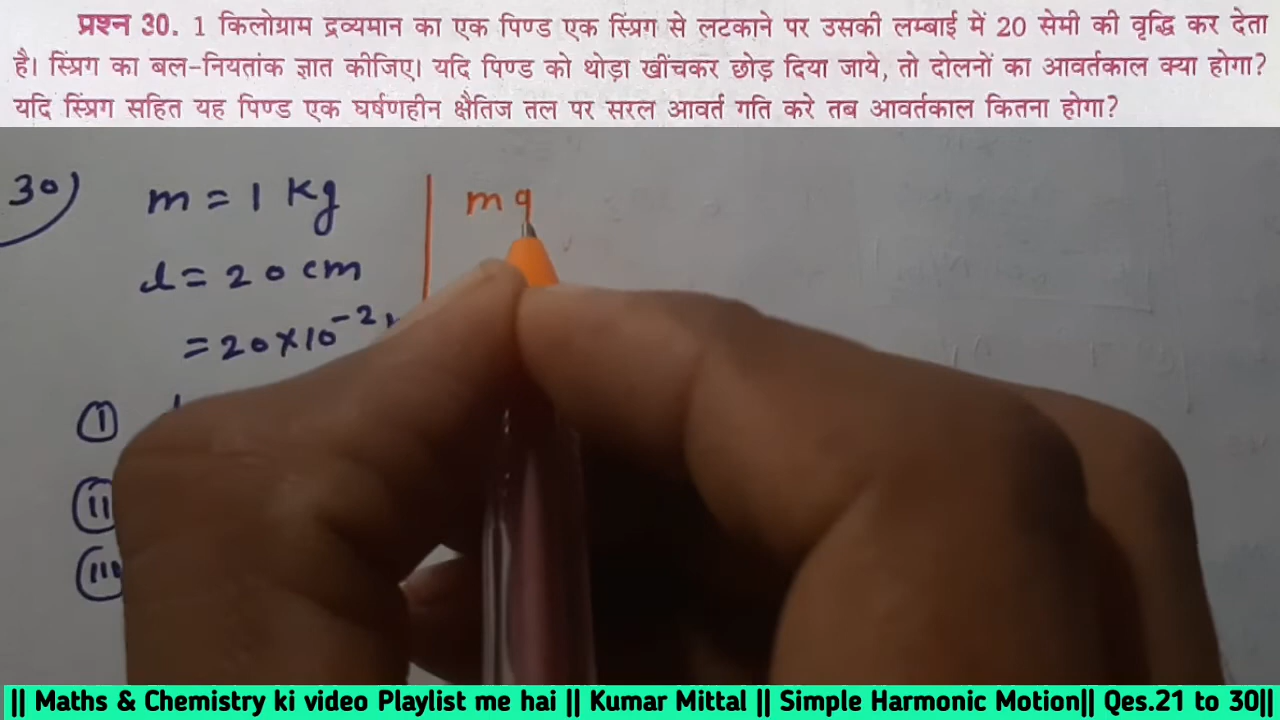 प्रश्न 30. 1 किलोग्राम द्रव्यमान का एक पिण्ड एक स्प्रिंग से लटकाने पर उसकी लम्बाई में 20 सेमी की वृद्धि कर देता
है। स्प्रिंग का बल-नियतांक ज्ञात कीजिए। यदि पिण्ड को थोड़ा खींचकर छोड़ दिया जाये, तो दोलनों का आवर्तकाल क्या होगा?
यदि स्प्रिंग सहित यह पिण्ड एक घर्षणहीन क्षैतिज तल पर सरल आवर्त गति करे तब आवर्तकाल कितना होगा?
30) m = 1 kg
m g
l = 20 cm
= 20×10⁻²
(i)
(ii)
(iii)
|| Maths & Chemistry ki video Playlist me hai || Kumar Mittal || Simple Harmonic Motion|| Qes.21 to 30||